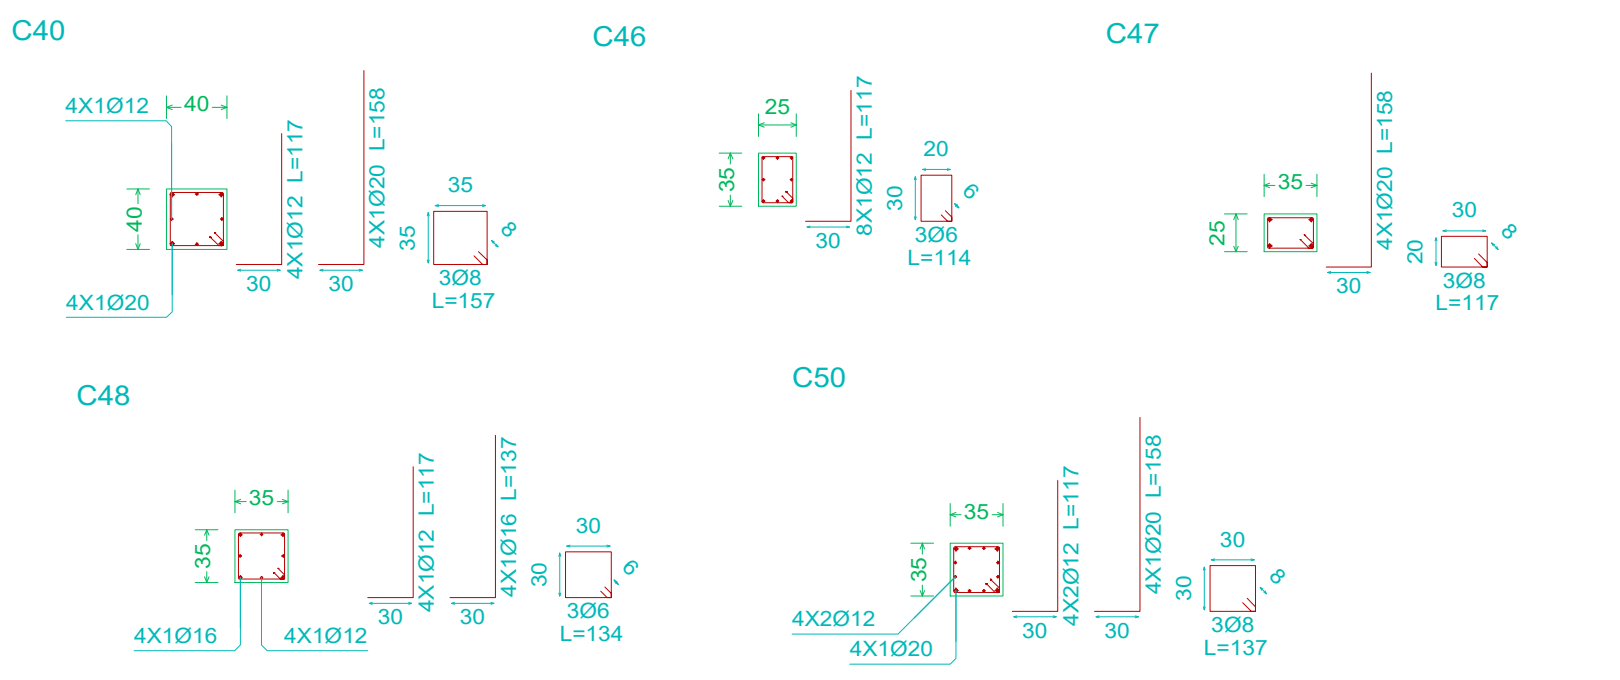 C40
4X1Ø12
40
40
4X1Ø20
4X1Ø12 L=117
30
4X1Ø20 L=158
30
35
35
8
3Ø8
L=157
C46
25
35
8X1Ø12 L=117
30
20
30
6
3Ø6
L=114
C47
35
25
4X1Ø20 L=158
30
30
20
8
3Ø8
L=117
C48
35
35
4X1Ø16
4X1Ø12
4X1Ø12 L=117
30
4X1Ø16 L=137
30
30
30
6
3Ø6
L=134
C50
35
35
4X2Ø12
4X1Ø20
4X2Ø12 L=117
30
4X1Ø20 L=158
30
30
30
8
3Ø8
L=137